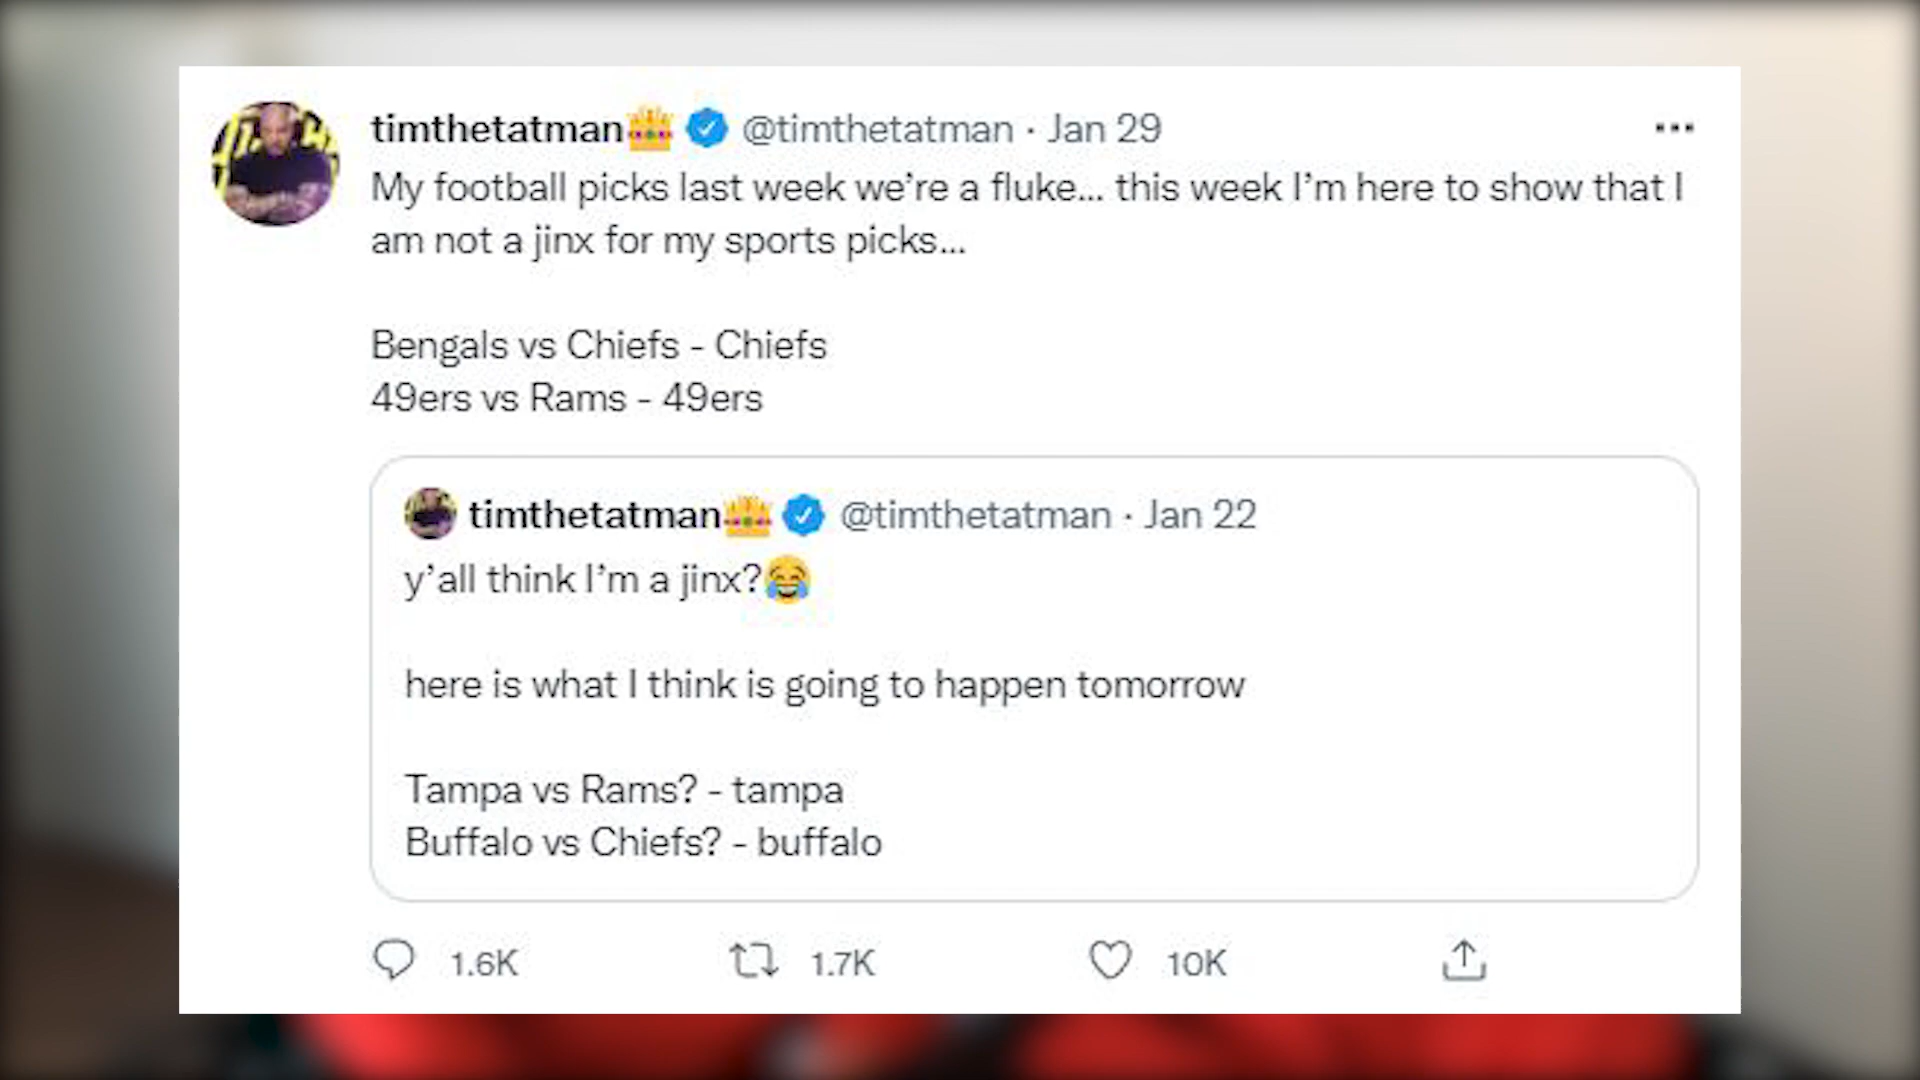 timthetatman👑 @timthetatman · Jan 29
My football picks last week we’re a fluke... this week I’m here to show that I
am not a jinx for my sports picks...
Bengals vs Chiefs - Chiefs
49ers vs Rams - 49ers
timthetatman👑 @timthetatman · Jan 22
y’all think I’m a jinx?😂
here is what I think is going to happen tomorrow
Tampa vs Rams? - tampa
Buffalo vs Chiefs? - buffalo
1.6K 1.7K 10K